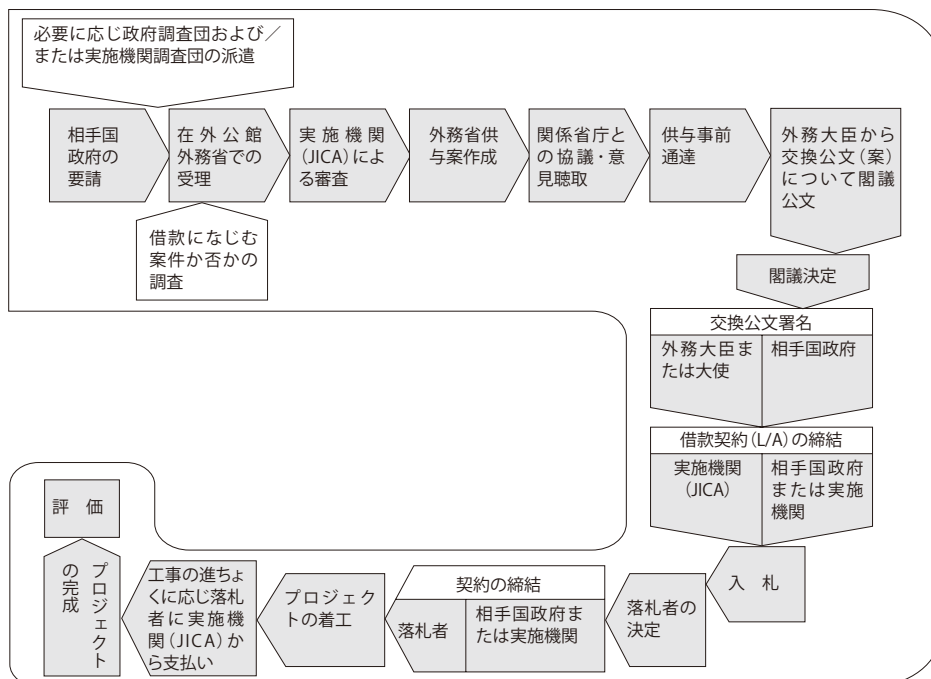 必要に応じ政府調査団および／
または実施機関調査団の派遣
相手国
政府の
要請
在外公館
外務省での
受理
実施機関
(JICA)によ
る審査
外務省供
与案作成
関係省庁と
の協議・意
見聴取
供与事前
通達
外務大臣から
交換公文(案)
について閣議
公文
借款になじむ
案件か否かの
調査
閣議決定
交換公文署名
外務大臣ま
たは大使
相手国政府
借款契約(L/A)の締結
実施機関
(JICA)
相手国政府
または実施
機関
入 札
落札者の
決定
契約の締結
落札者
相手国政府ま
たは実施機関
プロジェク
トの着工
工事の進ちょ
くに応じ落札
者に実施機
関(JICA)か
ら支払い
プロジェクト
の完成
評 価